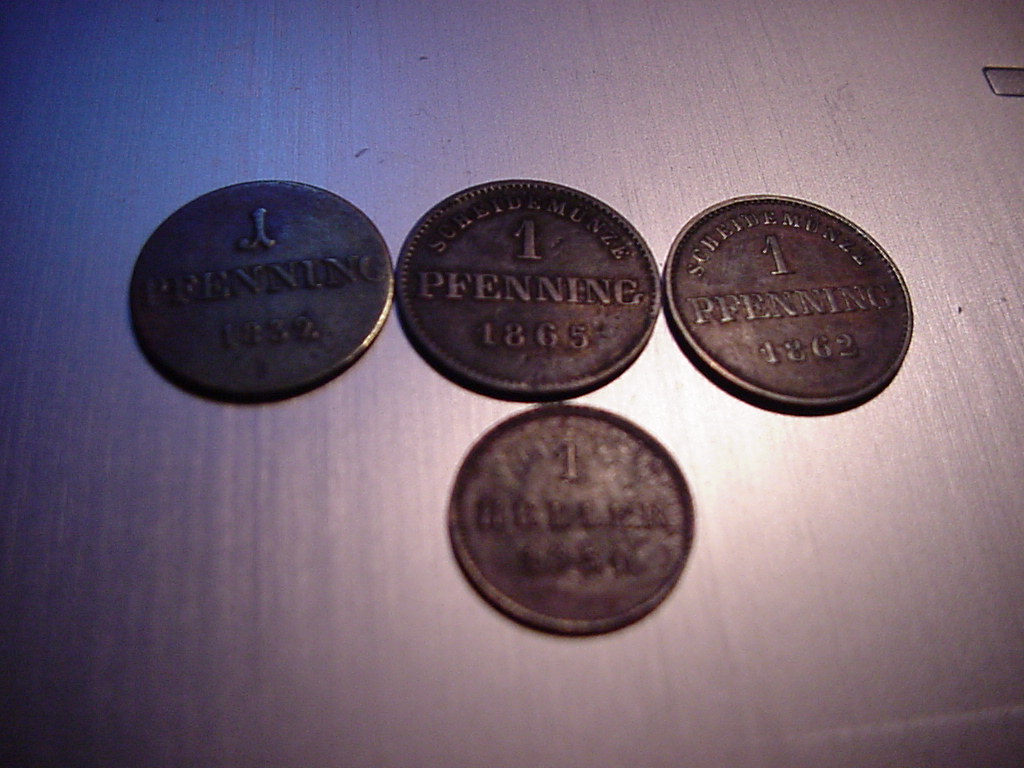 1
PFENNING
1832
SCHEIDEMÜNZE
1
PFENNING
1865
SCHEIDEMÜNZE
1
PFENNING
1862
1